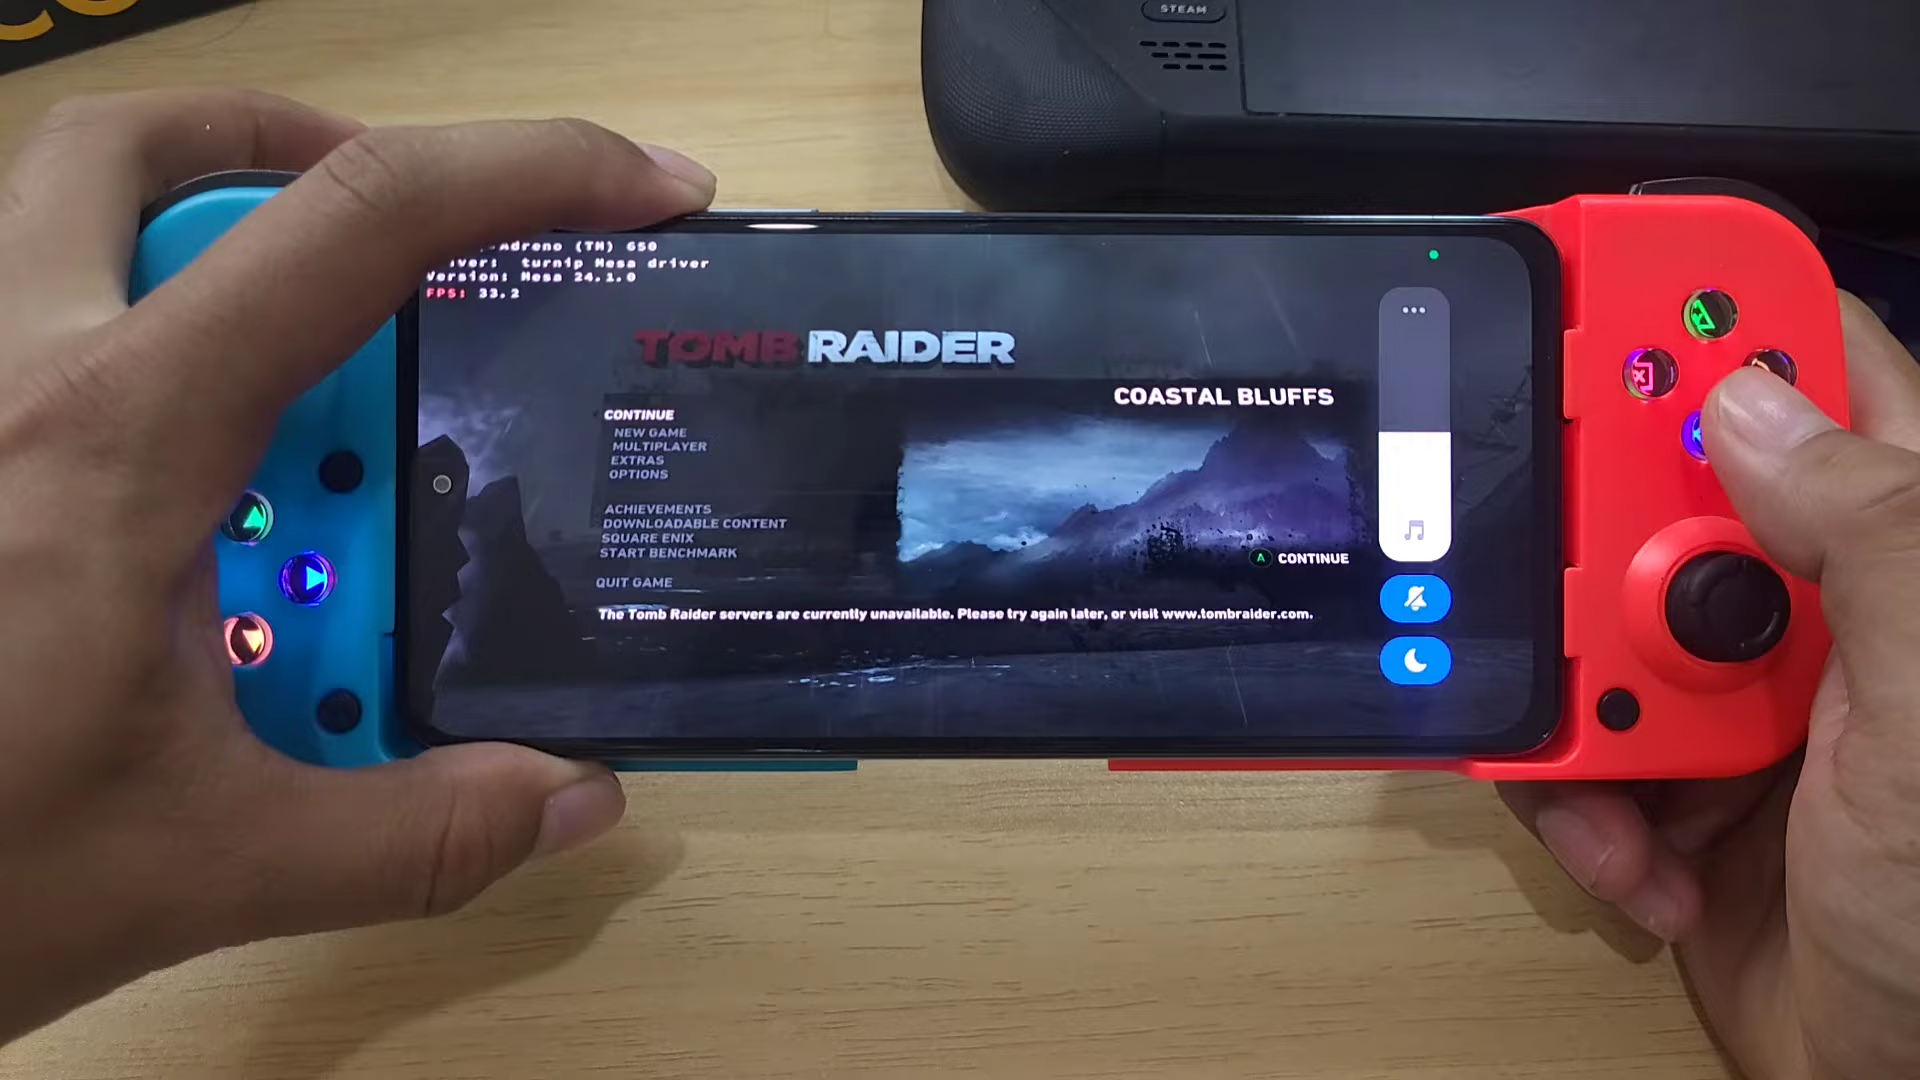 STEAM
Adreno (TM) 650
turnip Mesa driver
Version: Mesa 24.1.0
FPS: 33.2
TOMB RAIDER
COASTAL BLUFFS
CONTINUE
NEW GAME
MULTIPLAYER
EXTRAS
OPTIONS
ACHIEVEMENTS
DOWNLOADABLE CONTENT
SQUARE ENIX
START BENCHMARK
A CONTINUE
QUIT GAME
The Tomb Raider servers are currently unavailable. Please try again later, or visit www.tombraider.com.